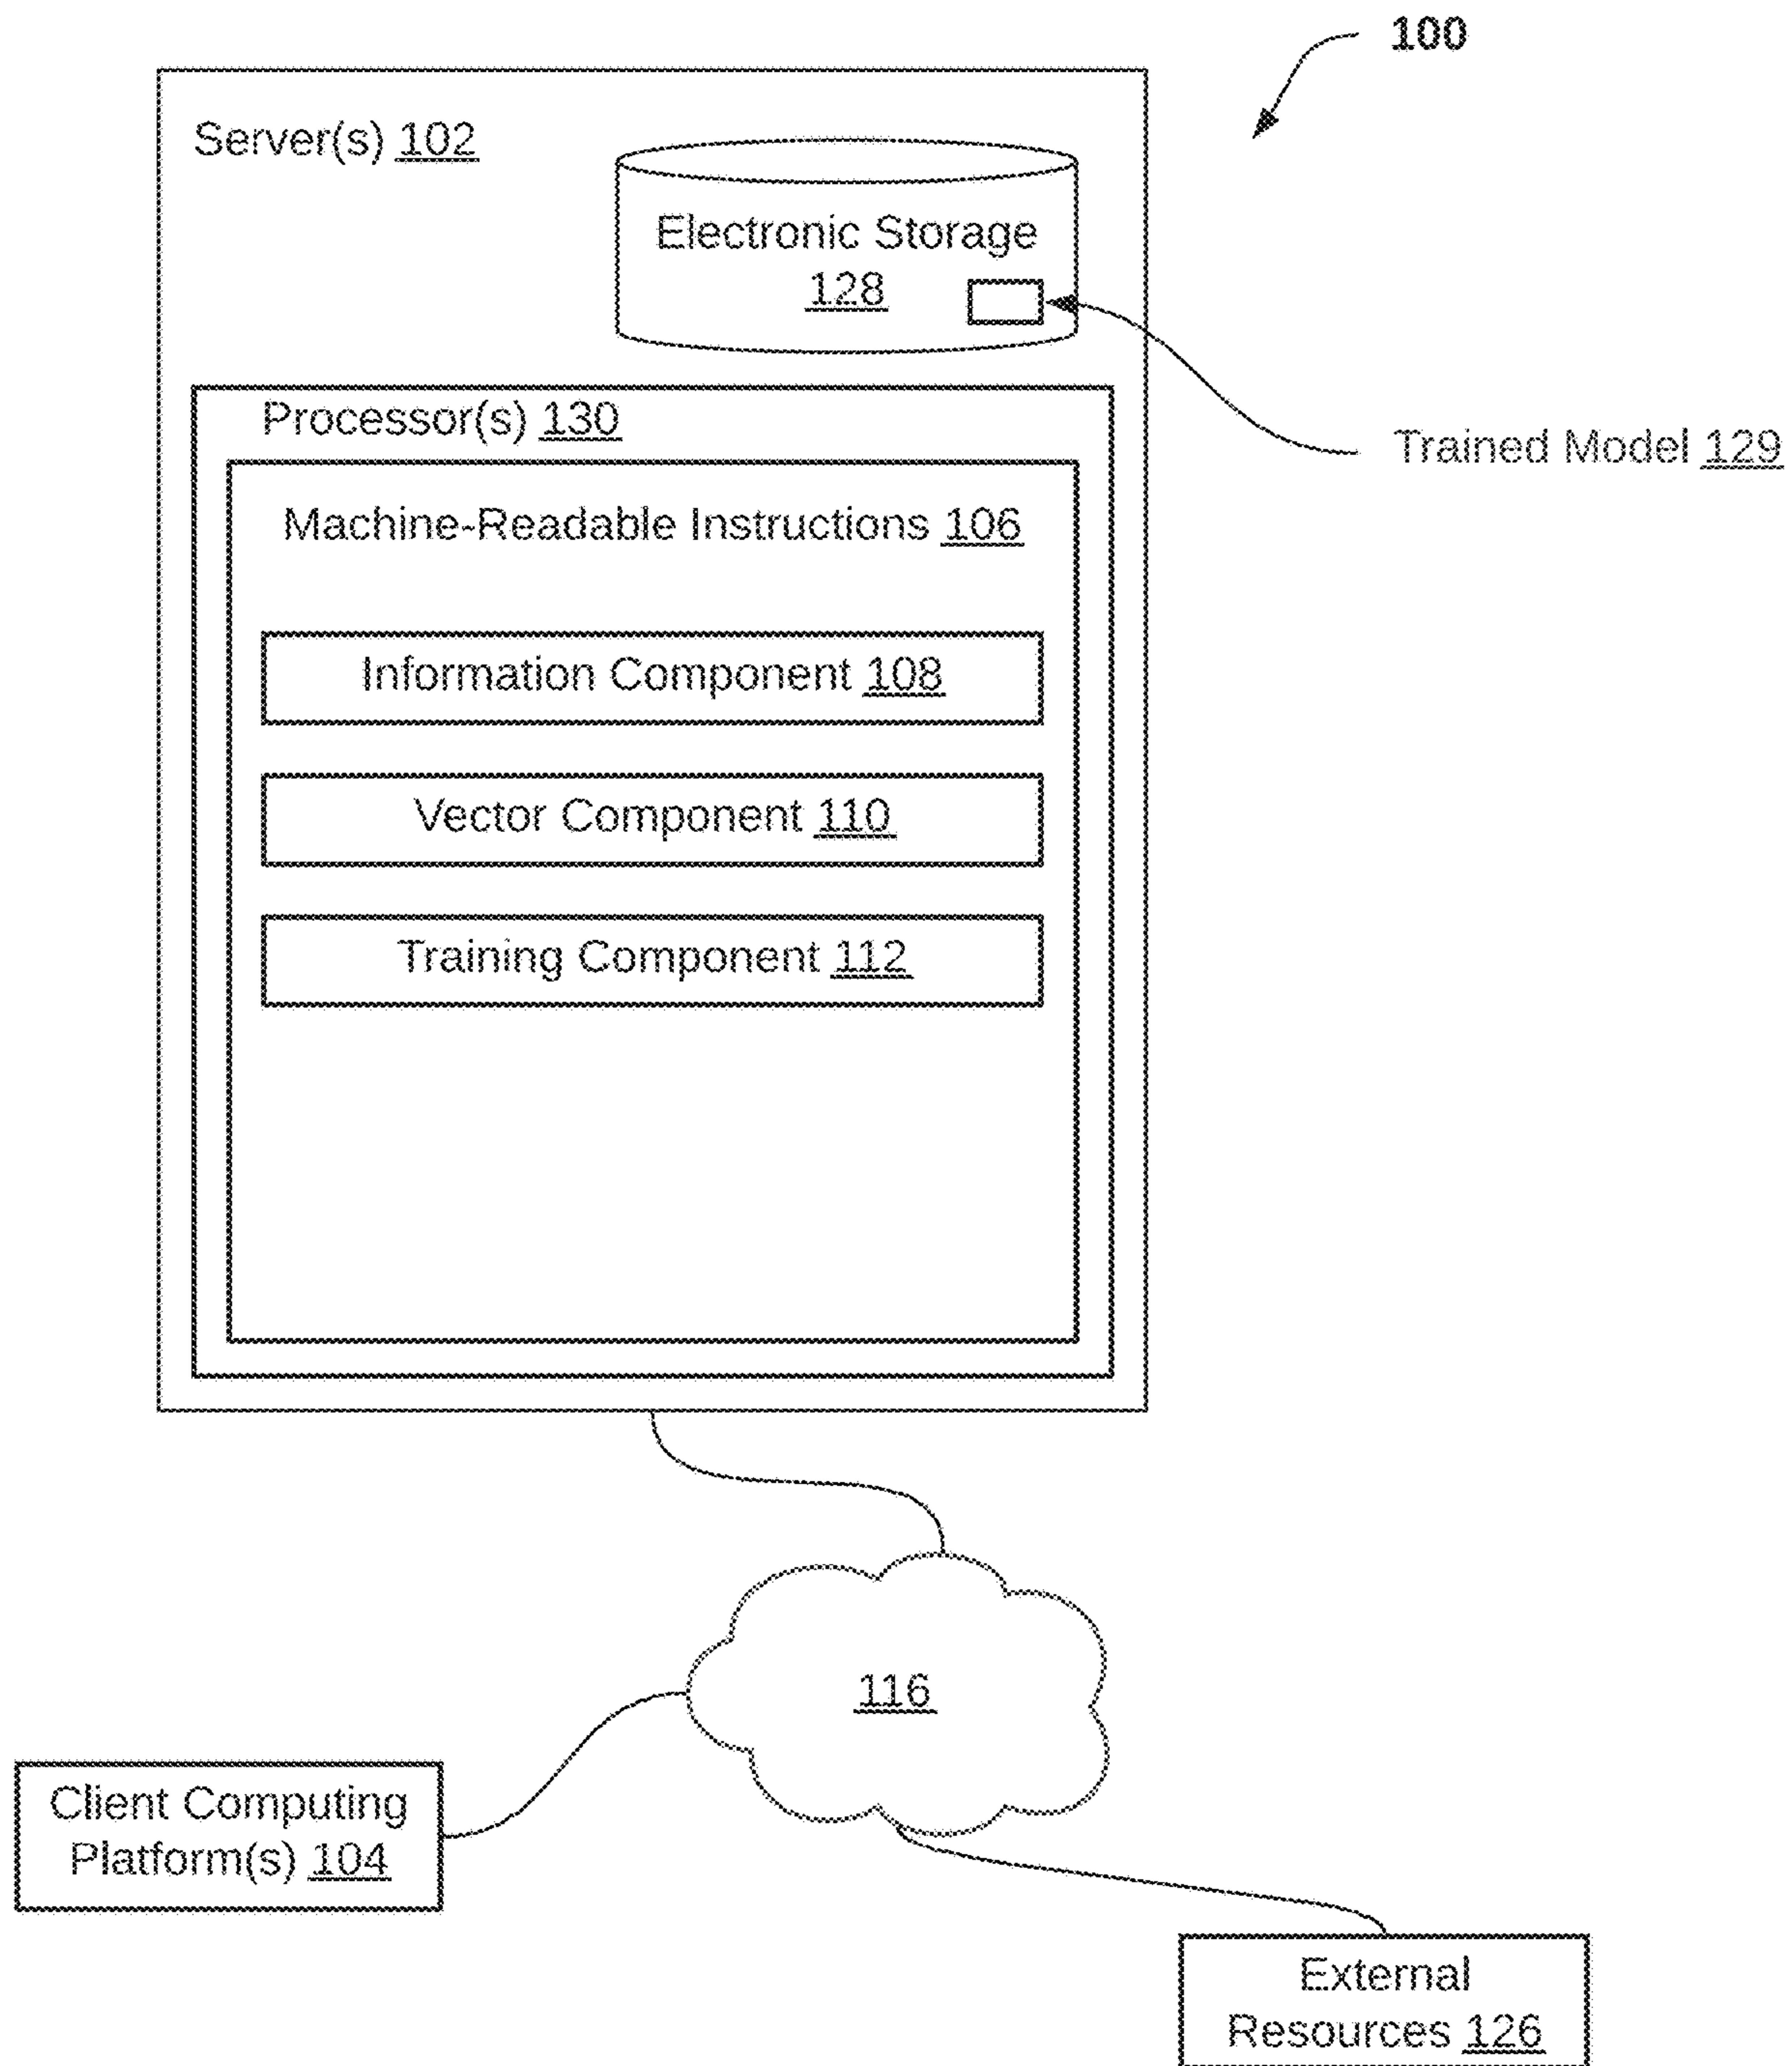 100
Server(s) 102
Electronic Storage
128
Trained Model 129
Processor(s) 130
Machine-Readable Instructions 106
Information Component 108
Vector Component 110
Training Component 112
116
Client Computing
Platform(s) 104
External
Resources 126